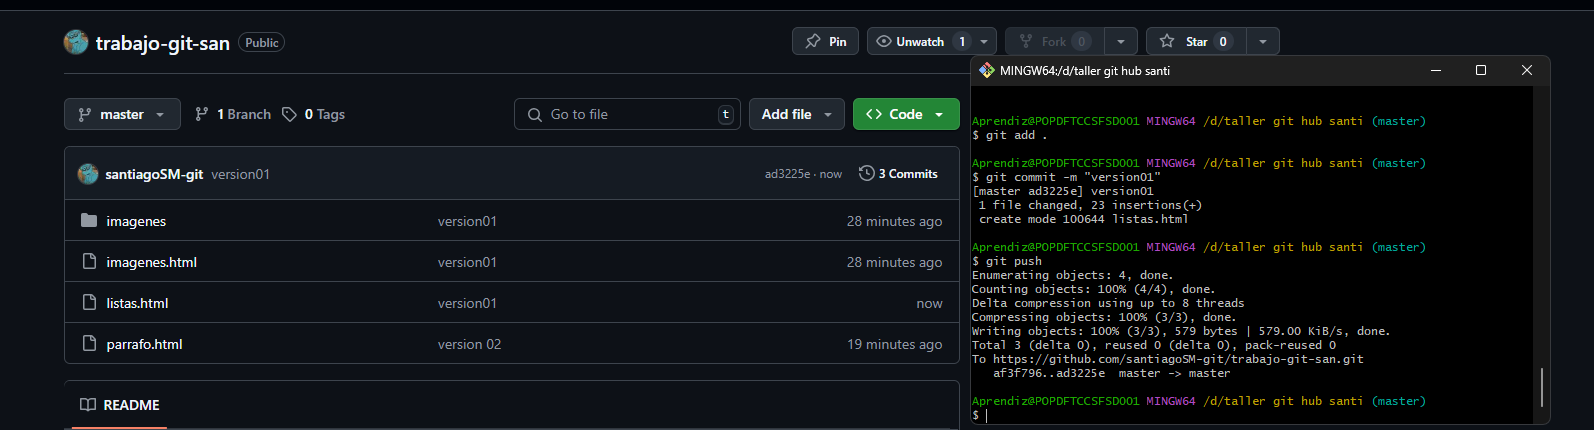 trabajo-git-san Public
Pin
Unwatch 1
Fork 0
Star 0
master
1 Branch
0 Tags
Go to file t
Add file
Code
santiagoSM-git version01 ad3225e · now 3 Commits
imagenes version01 28 minutes ago
imagenes.html version01 28 minutes ago
listas.html version01 now
parrafo.html version 02 19 minutes ago
README
MINGW64:/d/taller git hub santi
Aprendiz@POPDFTCCSFSD001 MINGW64 /d/taller git hub santi (master)
$ git add .
Aprendiz@POPDFTCCSFSD001 MINGW64 /d/taller git hub santi (master)
$ git commit -m "version01"
[master ad3225e] version01
1 file changed, 23 insertions(+)
create mode 100644 listas.html
Aprendiz@POPDFTCCSFSD001 MINGW64 /d/taller git hub santi (master)
$ git push
Enumerating objects: 4, done.
Counting objects: 100% (4/4), done.
Delta compression using up to 8 threads
Compressing objects: 100% (3/3), done.
Writing objects: 100% (3/3), 579 bytes | 579.00 KiB/s, done.
Total 3 (delta 0), reused 0 (delta 0), pack-reused 0
To https://github.com/santiagoSM-git/trabajo-git-san.git
af3f796..ad3225e master -> master
Aprendiz@POPDFTCCSFSD001 MINGW64 /d/taller git hub santi (master)
$